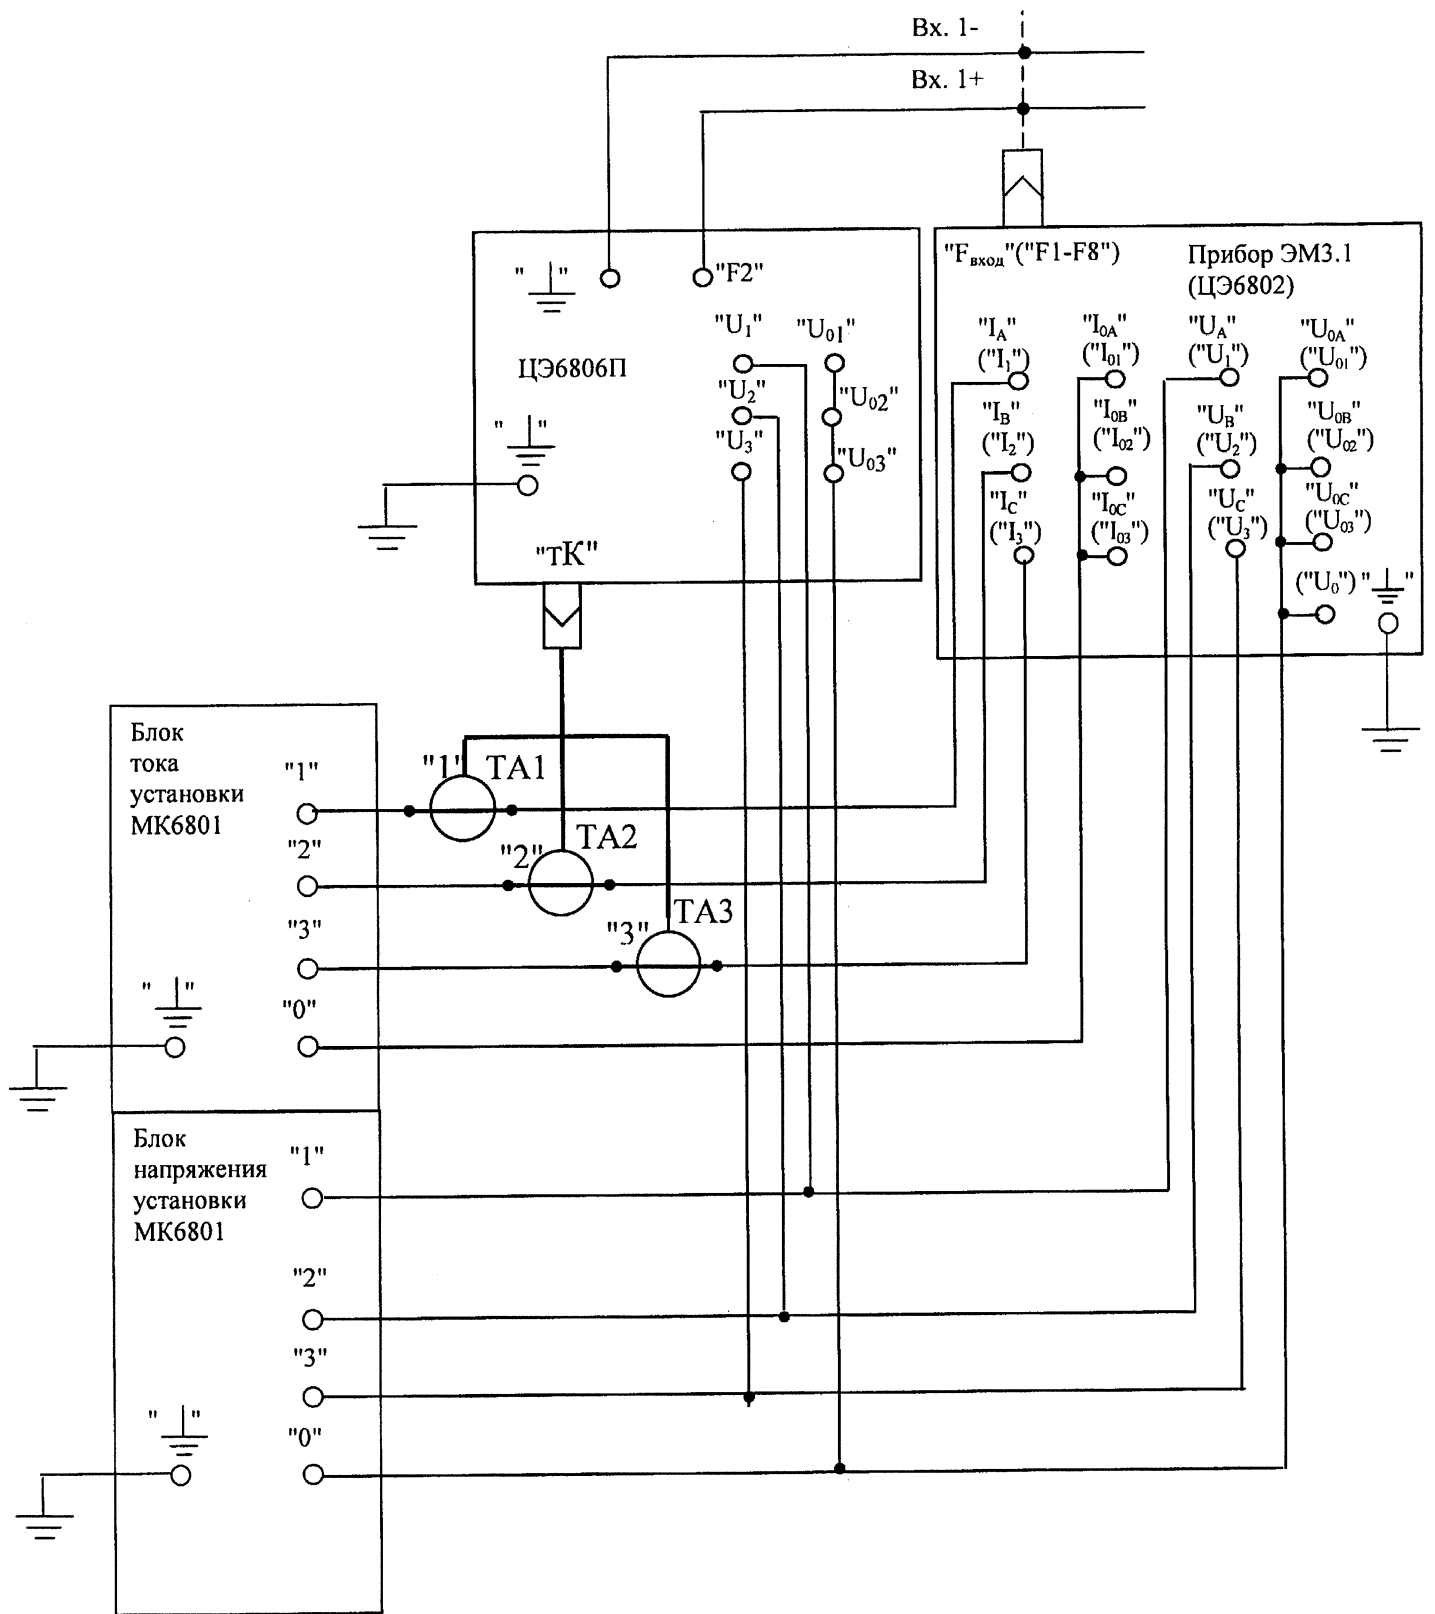 Вх. 1-
Вх. 1+
" "
"F2"
"U₁"
"U₀₁"
ЦЭ6806П
"U₂"
"U₀₂"
" "
"U₃"
"U₀₃"
"тК"
"Fвход"("F1-F8")
Прибор ЭМ3.1
(ЦЭ6802)
"IA"
("I₁")
"I0A"
("I₀₁")
"UA"
("U₁")
"U0A"
("U₀₁")
"IB"
("I₂")
"I0B"
("I₀₂")
"UB"
("U₂")
"U0B"
("U₀₂")
"IC"
("I₃")
"I0C"
("I₀₃")
"UC"
("U₃")
"U0C"
("U₀₃")
("U₀") " "
Блок
тока
установки
МК6801
"1"
"2"
"3"
" "
"0"
"1" ТА1
"2" ТА2
"3" ТА3
Блок
напряжения
установки
МК6801
"1"
"2"
"3"
" "
"0"